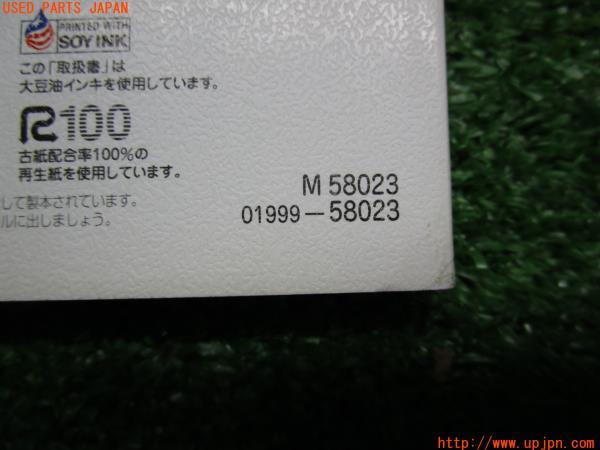 USED PARTS JAPAN
PRINTED WITH
SOY INK
この「取扱書」は
大豆油インキを使用しています。
R100
古紙配合率100%の
再生紙を使用しています。
して製本されています。
ルに出しましょう。
M 58023
01999-58023
http://www.upjpn.com/